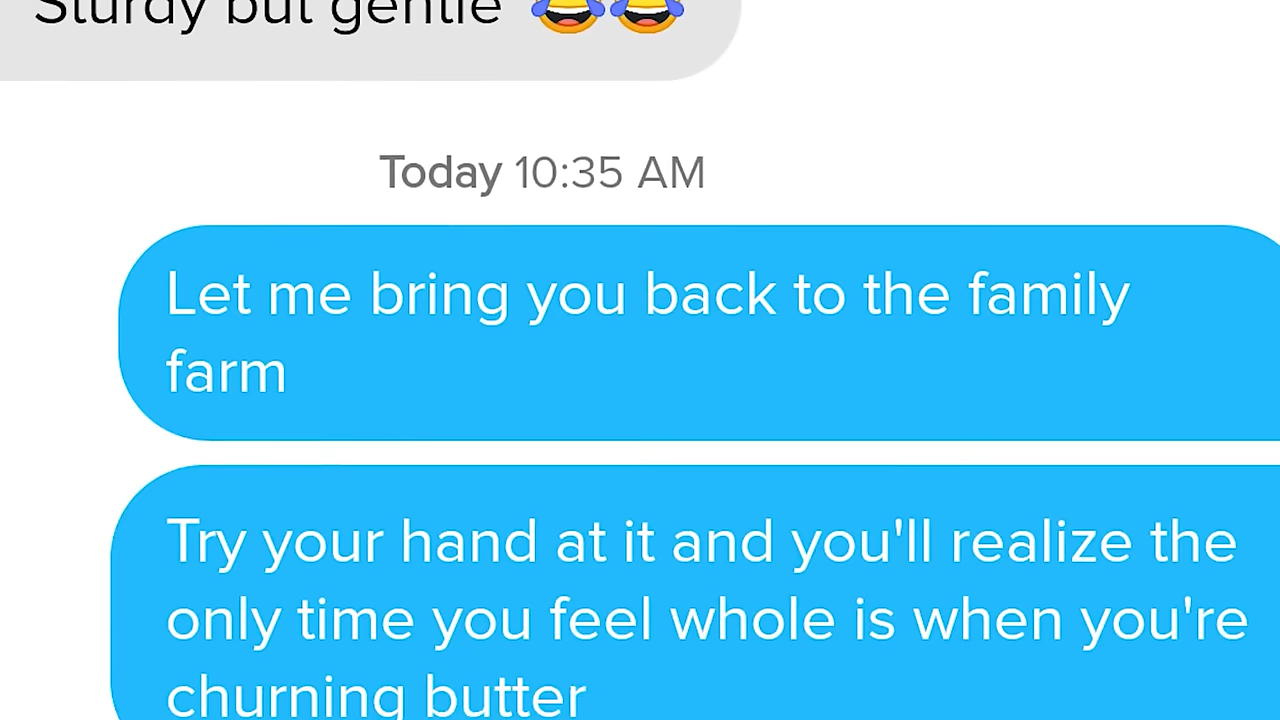 Sturdy but gentle 😂😂
Today 10:35 AM
Let me bring you back to the family
farm
Try your hand at it and you'll realize the
only time you feel whole is when you're
churning butter